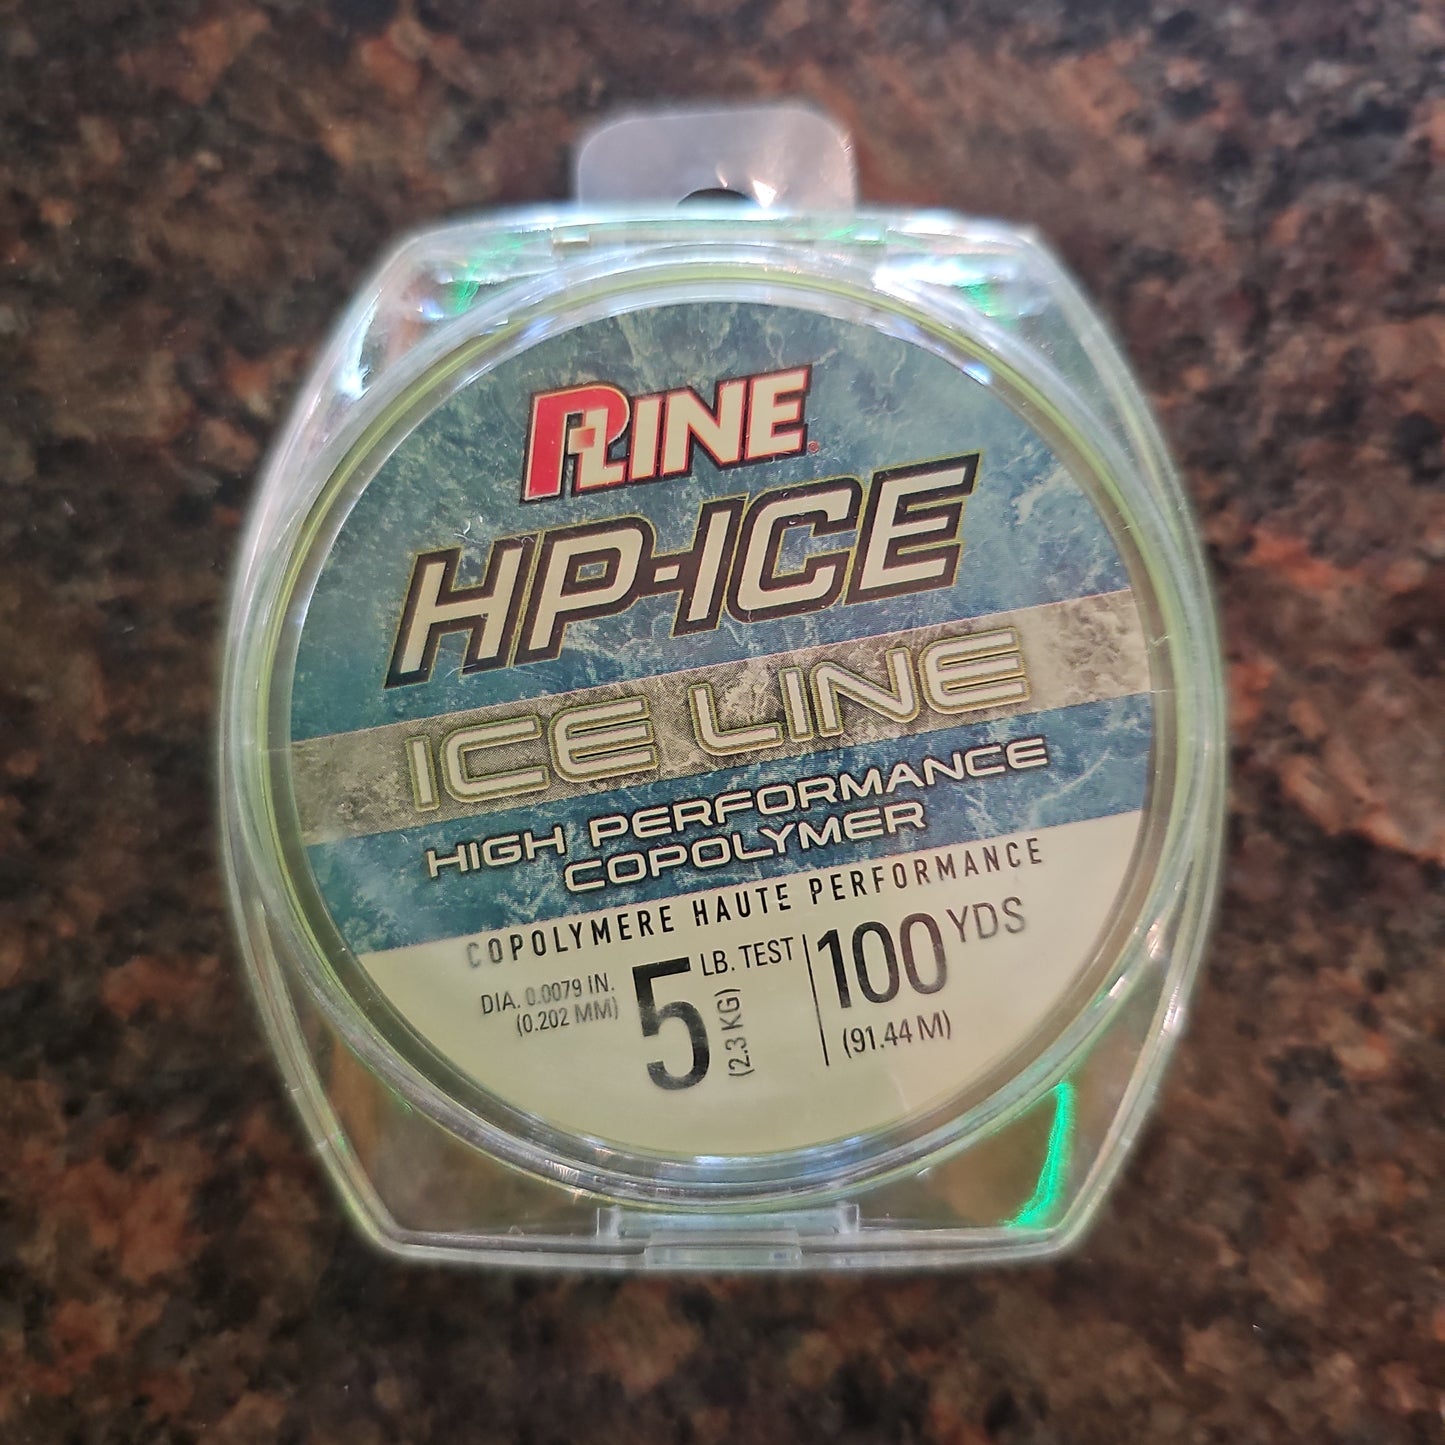 PLINE®
HP-ICE
ICE LINE
HIGH PERFORMANCE
COPOLYMER
COPOLYMERE HAUTE PERFORMANCE
DIA. 0.0079 IN.
(0.202 MM)
5 LB. TEST
(2.3 KG)
100 YDS
(91.44 M)